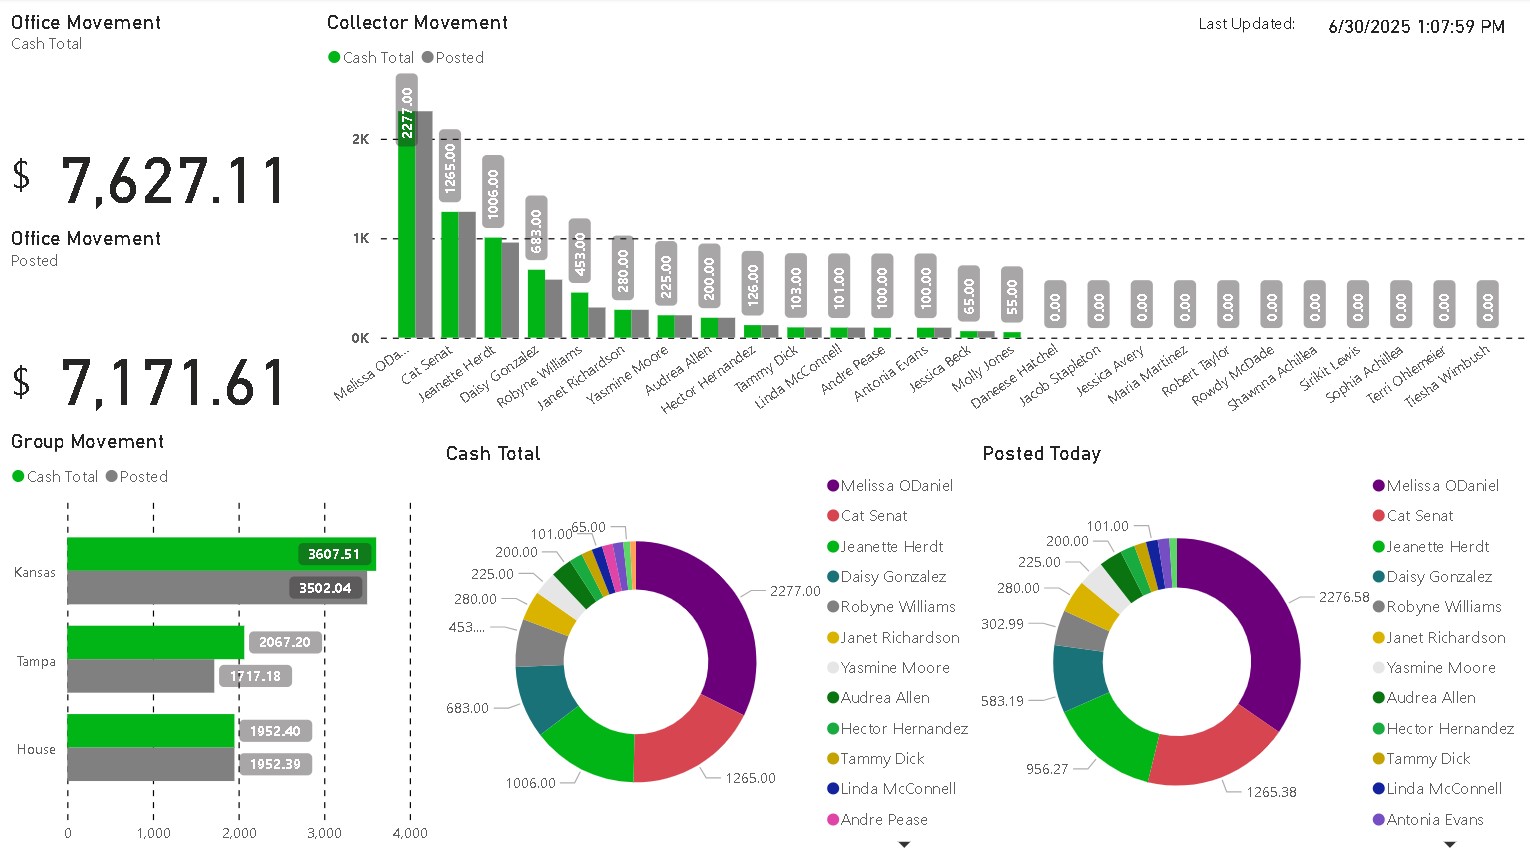 Office Movement
Cash Total
$ 7,627.11
Office Movement
Posted
$ 7,171.61
Collector Movement
Cash Total Posted
Last Updated: 6/30/2025 1:07:59 PM
2K
1K
0K
2277.00
1265.00
1006.00
683.00
453.00
280.00
225.00
200.00
126.00
103.00
101.00
100.00
100.00
65.00
55.00
0.00
0.00
0.00
0.00
0.00
0.00
0.00
0.00
0.00
0.00
0.00
Melissa ODa...
Cat Senat
Jeanette Herdt
Daisy Gonzalez
Robyne Williams
Janet Richardson
Yasmine Moore
Audrea Allen
Hector Hernandez
Tammy Dick
Linda McConnell
Andre Pease
Antonia Evans
Jessica Beck
Molly Jones
Daneese Hatchel
Jacob Stapleton
Jessica Avery
Maria Martinez
Robert Taylor
Rowdy McDade
Shawnna Achillea
Sirikit Lewis
Sophia Achillea
Terri Ohlemeier
Tiesha Wimbush
Group Movement
Cash Total Posted
Kansas
3607.51
3502.04
Tampa
2067.20
1717.18
House
1952.40
1952.39
0 1,000 2,000 3,000 4,000
Cash Total
65.00
101.00
200.00
225.00
280.00
453....
683.00
1006.00
1265.00
2277.00
Melissa ODaniel
Cat Senat
Jeanette Herdt
Daisy Gonzalez
Robyne Williams
Janet Richardson
Yasmine Moore
Audrea Allen
Hector Hernandez
Tammy Dick
Linda McConnell
Andre Pease
Posted Today
101.00
200.00
225.00
280.00
302.99
583.19
956.27
1265.38
2276.58
Melissa ODaniel
Cat Senat
Jeanette Herdt
Daisy Gonzalez
Robyne Williams
Janet Richardson
Yasmine Moore
Audrea Allen
Hector Hernandez
Tammy Dick
Linda McConnell
Antonia Evans